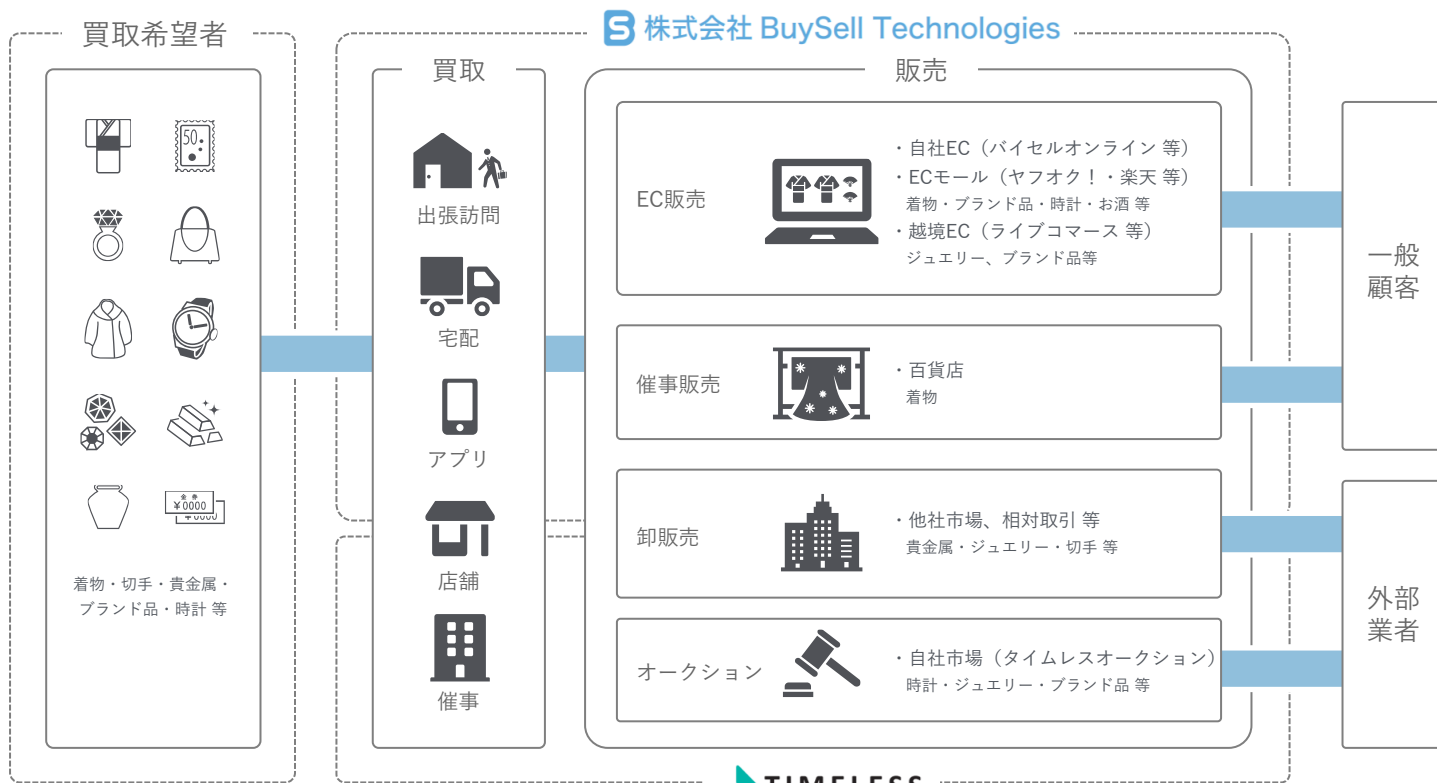 買取希望者
50
金券
¥0000
着物・切手・貴金属・
ブランド品・時計 等
株式会社 BuySell Technologies
買取
出張訪問
宅配
アプリ
店舗
催事
販売
EC販売
・自社EC（バイセルオンライン 等）
・ECモール（ヤフオク！・楽天 等）
着物・ブランド品・時計・お酒 等
・越境EC（ライブコマース 等）
ジュエリー、ブランド品等
催事販売
・百貨店
着物
卸販売
・他社市場、相対取引 等
貴金属・ジュエリー・切手 等
オークション
・自社市場（タイムレスオークション）
時計・ジュエリー・ブランド品 等
一般
顧客
外部
業者
TIMELESS